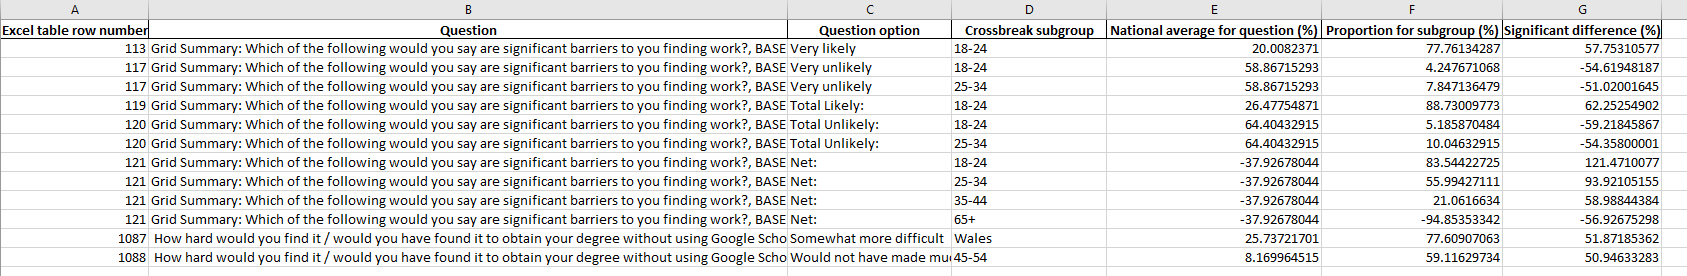 A B C D E F G
Excel table row number Question Question option Crossbreak subgroup National average for question (%) Proportion for subgroup (%) Significant difference (%)
113 Grid Summary: Which of the following would you say are significant barriers to you finding work?, BASE Very likely 18-24 20.0082371 77.76134287 57.75310577
117 Grid Summary: Which of the following would you say are significant barriers to you finding work?, BASE Very unlikely 18-24 58.86715293 4.247671068 -54.61948187
117 Grid Summary: Which of the following would you say are significant barriers to you finding work?, BASE Very unlikely 25-34 58.86715293 7.847136479 -51.02001645
119 Grid Summary: Which of the following would you say are significant barriers to you finding work?, BASE Total Likely: 18-24 26.47754871 88.73009773 62.25254902
120 Grid Summary: Which of the following would you say are significant barriers to you finding work?, BASE Total Unlikely: 18-24 64.40432915 5.185870484 -59.21845867
120 Grid Summary: Which of the following would you say are significant barriers to you finding work?, BASE Total Unlikely: 25-34 64.40432915 10.04632915 -54.35800001
121 Grid Summary: Which of the following would you say are significant barriers to you finding work?, BASE Net: 18-24 -37.92678044 83.54422725 121.4710077
121 Grid Summary: Which of the following would you say are significant barriers to you finding work?, BASE Net: 25-34 -37.92678044 55.99427111 93.92105155
121 Grid Summary: Which of the following would you say are significant barriers to you finding work?, BASE Net: 35-44 -37.92678044 21.0616634 58.98844384
121 Grid Summary: Which of the following would you say are significant barriers to you finding work?, BASE Net: 65+ -37.92678044 -94.85353342 -56.92675298
1087 How hard would you find it / would you have found it to obtain your degree without using Google Scho Somewhat more difficult Wales 25.73721701 77.60907063 51.87185362
1088 How hard would you find it / would you have found it to obtain your degree without using Google Scho Would not have made mu 45-54 8.169964515 59.11629734 50.94633283